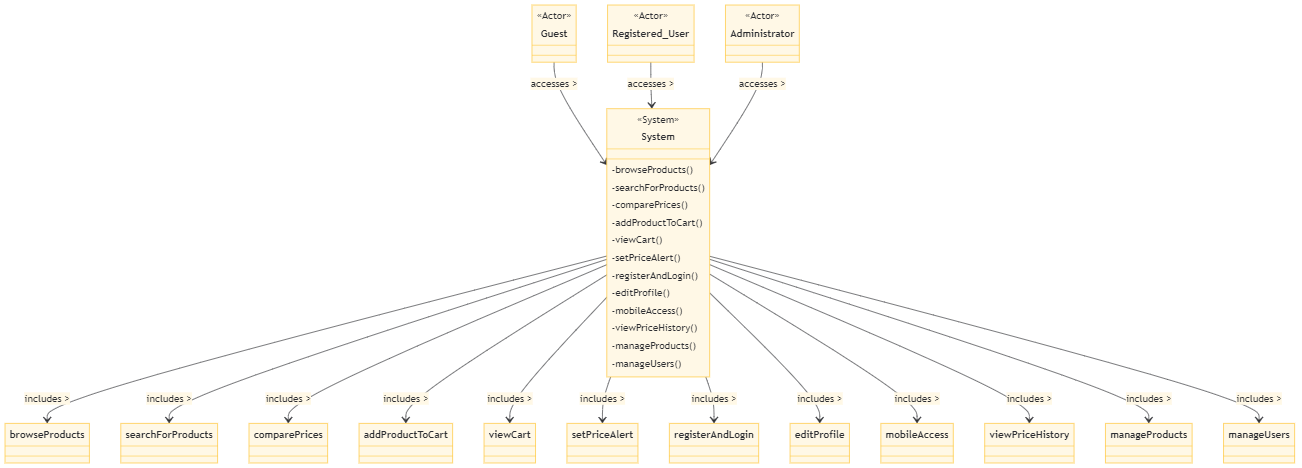 «Actor»
Guest
«Actor»
Registered_User
«Actor»
Administrator
accesses >
accesses >
accesses >
«System»
System
-browseProducts()
-searchForProducts()
-comparePrices()
-addProductToCart()
-viewCart()
-setPriceAlert()
-registerAndLogin()
-editProfile()
-mobileAccess()
-viewPriceHistory()
-manageProducts()
-manageUsers()
includes >
includes >
includes >
includes >
includes >
includes >
includes >
includes >
includes >
includes >
includes >
includes >
browseProducts
searchForProducts
comparePrices
addProductToCart
viewCart
setPriceAlert
registerAndLogin
editProfile
mobileAccess
viewPriceHistory
manageProducts
manageUsers